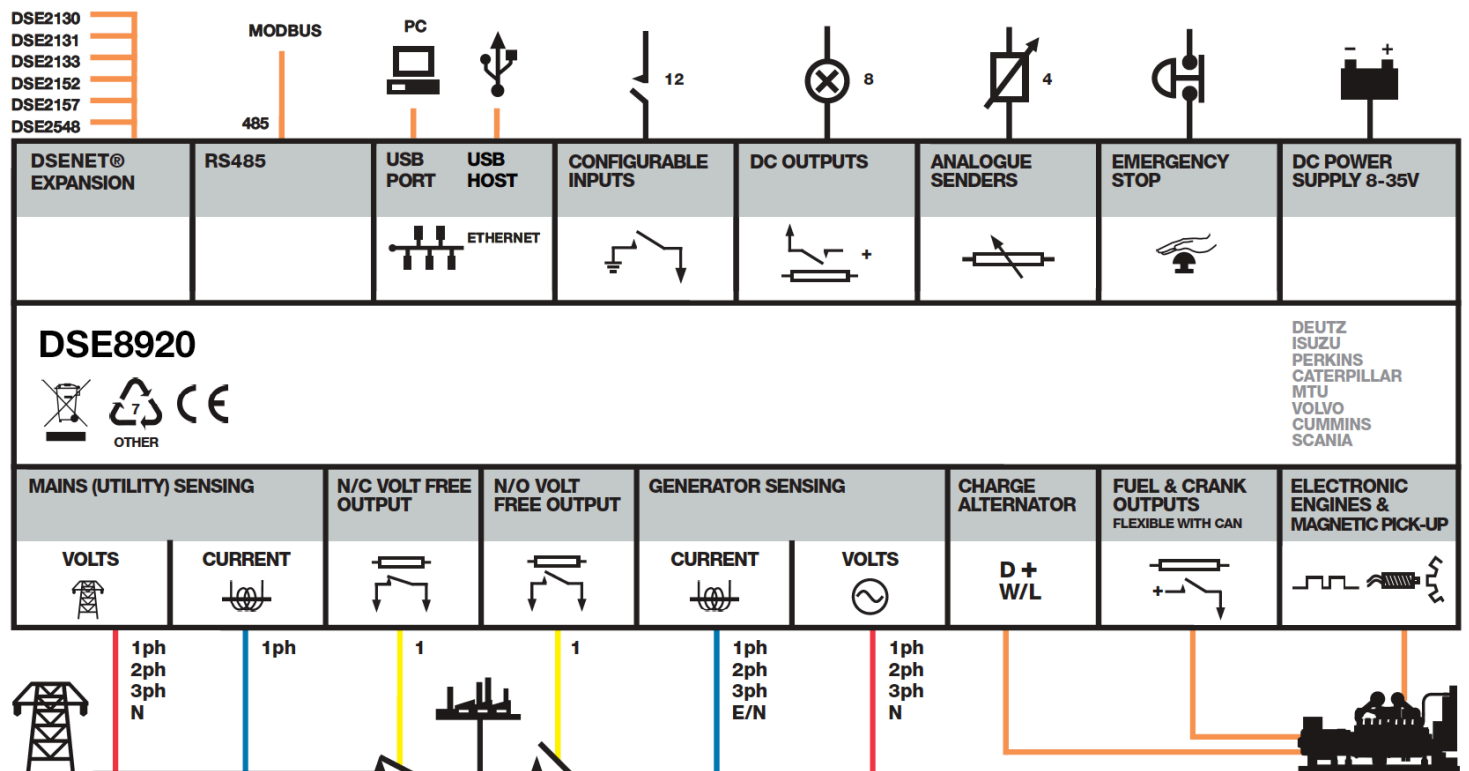 DSE2130
DSE2131
DSE2133
DSE2152
DSE2157
DSE2548
MODBUS
485
PC
12
8
4
- +
DSENET®
EXPANSION
RS485
USB
PORT
USB
HOST
ETHERNET
CONFIGURABLE
INPUTS
DC OUTPUTS
+
ANALOGUE
SENDERS
EMERGENCY
STOP
DC POWER
SUPPLY 8-35V
DSE8920
7
OTHER
CE
DEUTZ
ISUZU
PERKINS
CATERPILLAR
MTU
VOLVO
CUMMINS
SCANIA
MAINS (UTILITY) SENSING
VOLTS
CURRENT
N/C VOLT FREE
OUTPUT
N/O VOLT
FREE OUTPUT
GENERATOR SENSING
CURRENT
VOLTS
CHARGE
ALTERNATOR
D +
W/L
FUEL & CRANK
OUTPUTS
FLEXIBLE WITH CAN
+
ELECTRONIC
ENGINES &
MAGNETIC PICK-UP
1ph
2ph
3ph
N
1ph
1
1
1ph
2ph
3ph
E/N
1ph
2ph
3ph
N